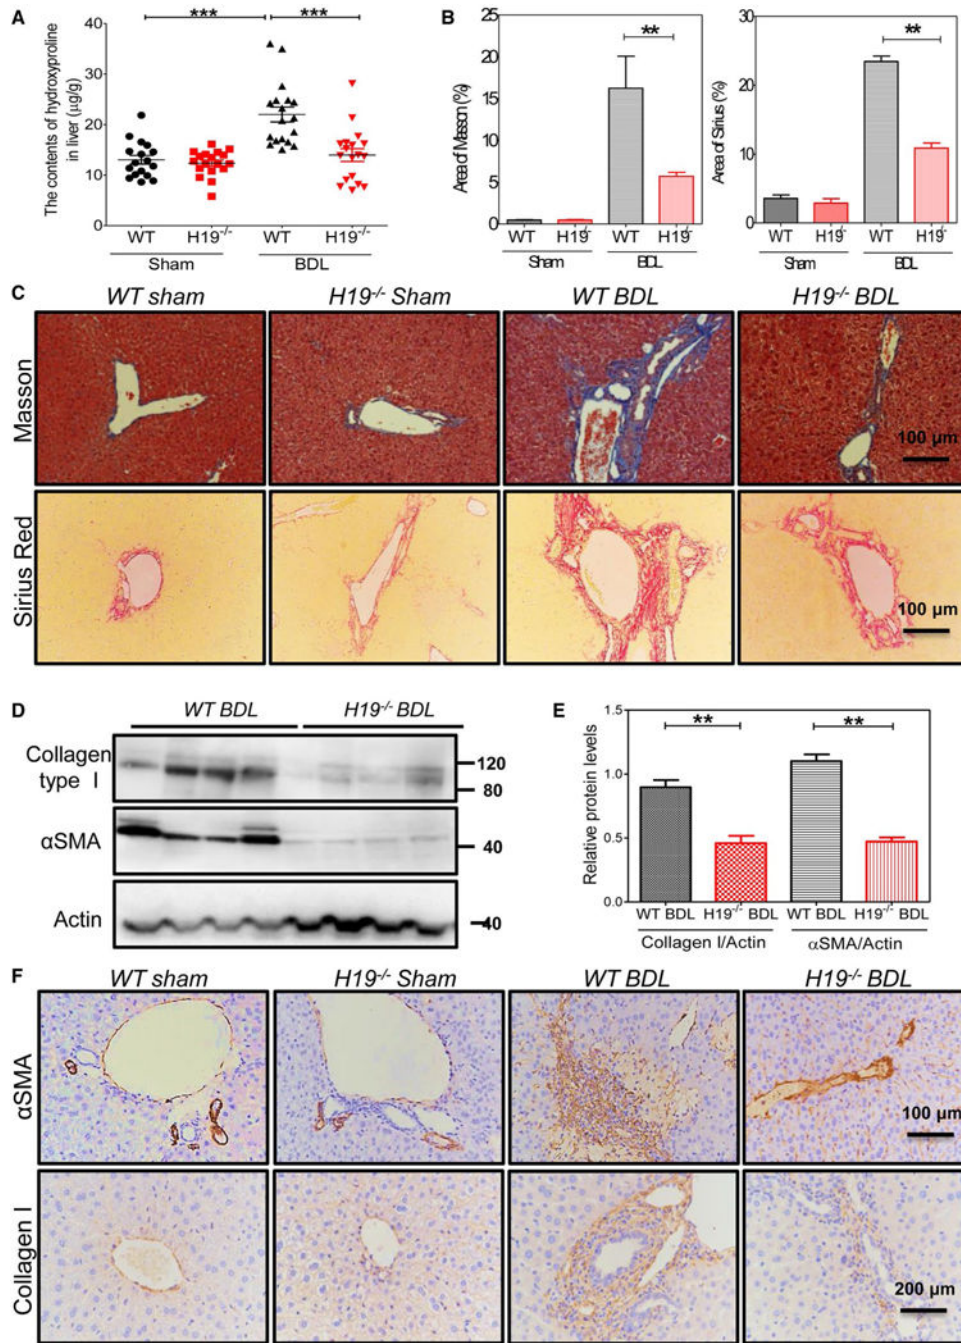 A
The contents of hydroxyproline
in liver (µg/g)
40
30
20
10
0
***
***
WT
H19-/-
WT
H19-/-
Sham
BDL
B
Area of Masson (%)
25
20
15
10
5
0
**
WT
H19-
WT
H19-
Sham
BDL
Area of Sirius (%)
30
20
10
0
**
WT
H19-
WT
H19-
Sham
BDL
C
WT sham
H19-/- Sham
WT BDL
H19-/- BDL
Masson
100 µm
Sirius Red
100 µm
D
WT BDL
H19-/- BDL
Collagen
type I
120
80
αSMA
40
Actin
40
E
Relative protein levels
1.5
1.0
0.5
0.0
**
**
WT BDL
H19-/- BDL
WT BDL
H19-/- BDL
Collagen I/Actin
αSMA/Actin
F
WT sham
H19-/- Sham
WT BDL
H19-/- BDL
αSMA
100 µm
Collagen I
200 µm